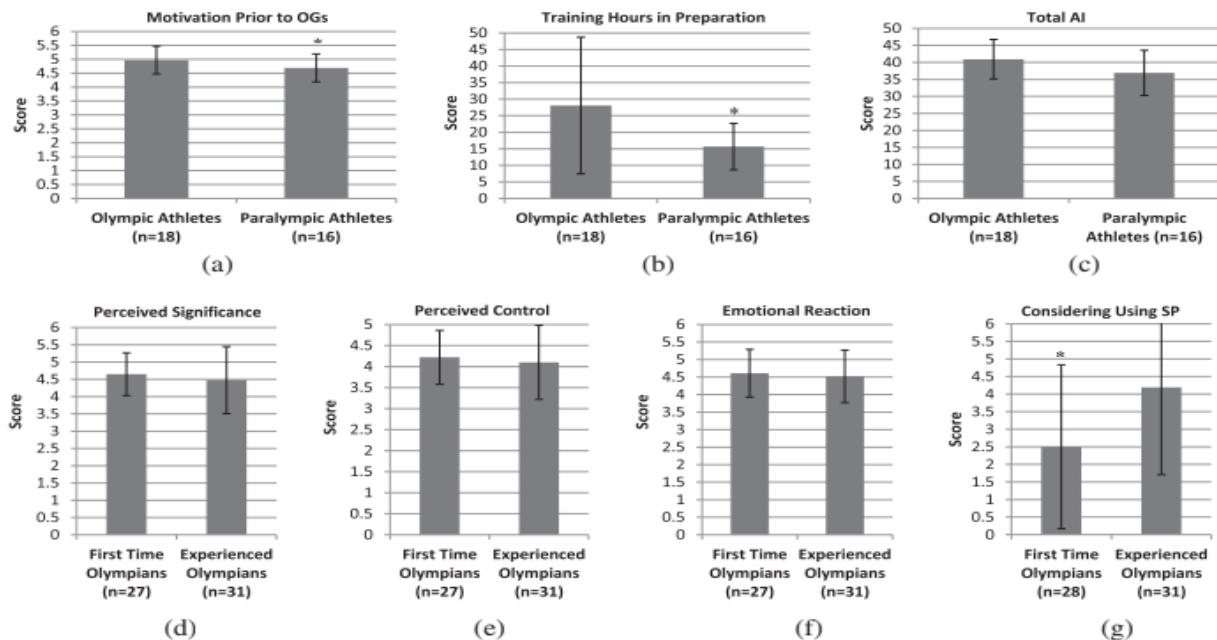 Motivation Prior to OGs
Score
6
5.5
5
4.5
4
3.5
3
2.5
2
1.5
1
0.5
0
*
Olympic Athletes
(n=18)
Paralympic Athletes
(n=16)
(a)
Training Hours in Preparation
Score
50
45
40
35
30
25
20
15
10
5
0
*
Olympic Athletes
(n=18)
Paralympic Athletes
(n=16)
(b)
Total AI
Score
50
45
40
35
30
25
20
15
10
5
0
Olympic Athletes
(n=18)
Paralympic
Athletes (n=16)
(c)
Perceived Significance
Score
6
5.5
5
4.5
4
3.5
3
2.5
2
1.5
1
0.5
0
First Time
Olympians
(n=27)
Experienced
Olympians
(n=31)
(d)
Perceived Control
Score
5
4.5
4
3.5
3
2.5
2
1.5
1
0.5
0
First Time
Olympians
(n=27)
Experienced
Olympians
(n=31)
(e)
Emotional Reaction
Score
6
5.5
5
4.5
4
3.5
3
2.5
2
1.5
1
0.5
0
First Time
Olympians
(n=27)
Experienced
Olympians
(n=31)
(f)
Considering Using SP
Score
6
5.5
5
4.5
4
3.5
3
2.5
2
1.5
1
0.5
0
*
First Time
Olympians
(n=28)
Experienced
Olympians
(n=31)
(g)